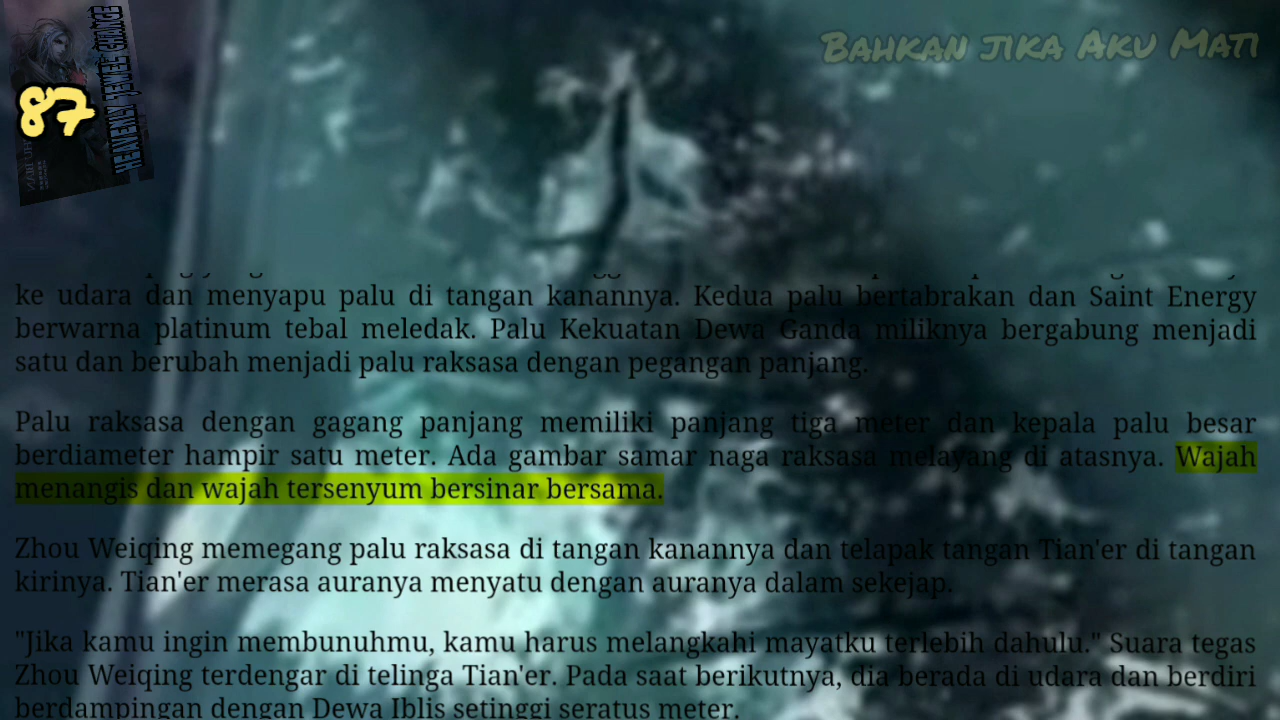 87
HEAVENLY JEWEL CHANGE
Bahkan jika Aku Mati
ke udara dan menyapu palu di tangan kanannya. Kedua palu bertabrakan dan Saint Energy
berwarna platinum tebal meledak. Palu Kekuatan Dewa Ganda miliknya bergabung menjadi
satu dan berubah menjadi palu raksasa dengan pegangan panjang.
Palu raksasa dengan gagang panjang memiliki panjang tiga meter dan kepala palu besar
berdiameter hampir satu meter. Ada gambar samar naga raksasa melayang di atasnya. Wajah
menangis dan wajah tersenyum bersinar bersama.
Zhou Weiqing memegang palu raksasa di tangan kanannya dan telapak tangan Tian'er di tangan
kirinya. Tian'er merasa auranya menyatu dengan auranya dalam sekejap.
"Jika kamu ingin membunuhmu, kamu harus melangkahi mayatku terlebih dahulu." Suara tegas
Zhou Weiqing terdengar di telinga Tian'er. Pada saat berikutnya, dia berada di udara dan berdiri
berdampingan dengan Dewa Iblis setinggi seratus meter.